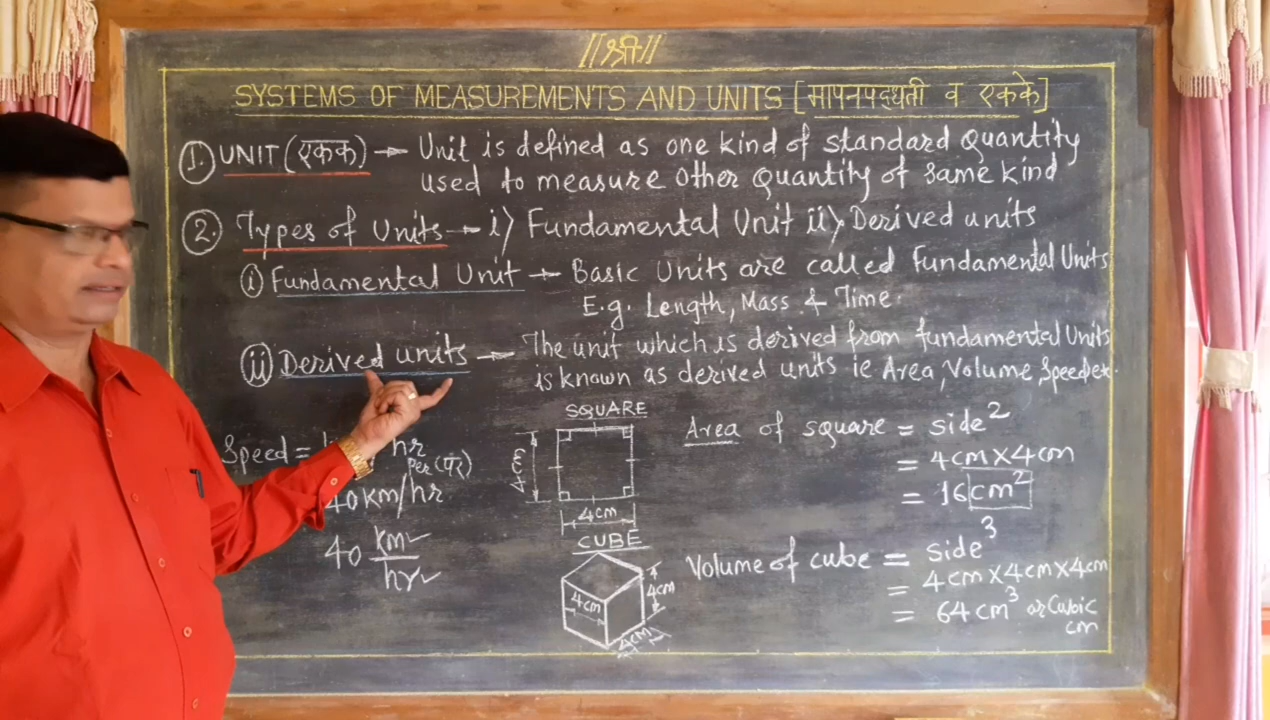 ॥श्री॥
SYSTEMS OF MEASUREMENTS AND UNITS [मापनपद्धती व एकके]
1. UNIT (एकक) → Unit is defined as one kind of standard Quantity
used to measure other Quantity of same kind
2. Types of Units → i) Fundamental Unit ii) Derived units
i Fundamental Unit → Basic Units are called Fundamental Units
E.g. Length, Mass & Time.
ii Derived units → The unit which is derived from fundamental Units
is known as derived units ie Area, Volume, Speed etc.
Speed = hr
per (पर)
40 km/hr
40 km/hr
SQUARE
4cm
4cm
Area of square = side²
= 4cm X 4cm
= 16 cm²
CUBE
4cm
4cm
4cm
Volume of cube = side³
= 4cm X 4cm X 4cm
= 64 cm³ or Cubic
cm